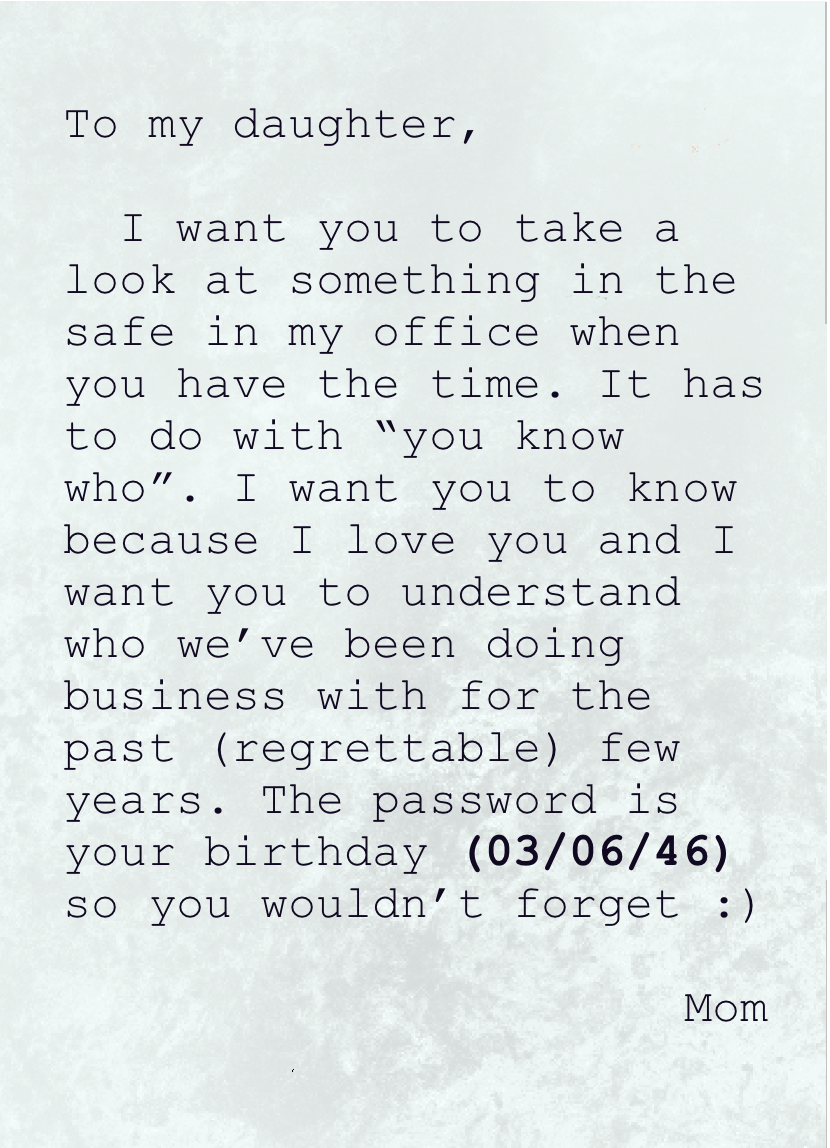 To my daughter,
I want you to take a
look at something in the
safe in my office when
you have the time. It has
to do with “you know
who”. I want you to know
because I love you and I
want you to understand
who we’ve been doing
business with for the
past (regrettable) few
years. The password is
your birthday (03/06/46)
so you wouldn’t forget :)
Mom